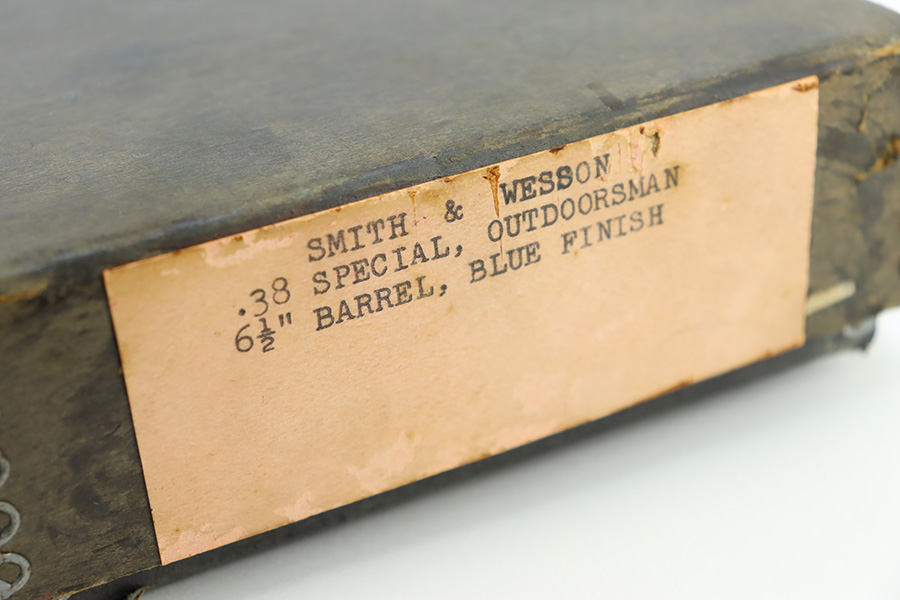 SMITH & WESSON
.38 SPECIAL, OUTDOORSMAN
6½" BARREL, BLUE FINISH